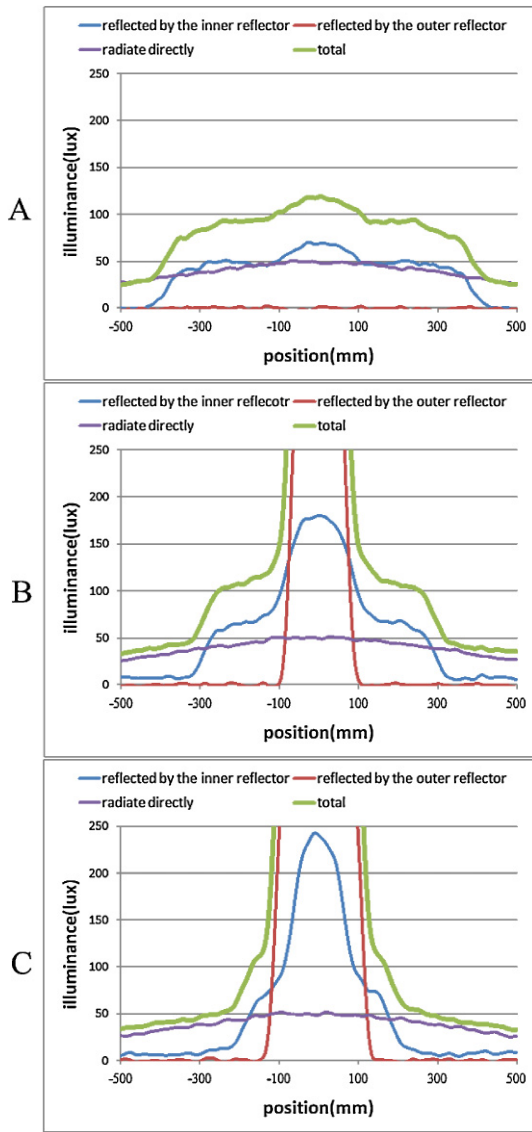 A
reflected by the inner reflector reflected by the outer reflector
radiate directly total
illuminance(lux)
250
200
150
100
50
0
-500 -300 -100 100 300 500
position(mm)
B
reflected by the inner reflecotr reflected by the outer reflector
radiate directly total
illuminance(lux)
250
200
150
100
50
0
-500 -300 -100 100 300 500
position(mm)
C
reflected by the inner reflector reflected by the outer reflector
radiate directly total
illuminance(lux)
250
200
150
100
50
0
-500 -300 -100 100 300 500
position(mm)